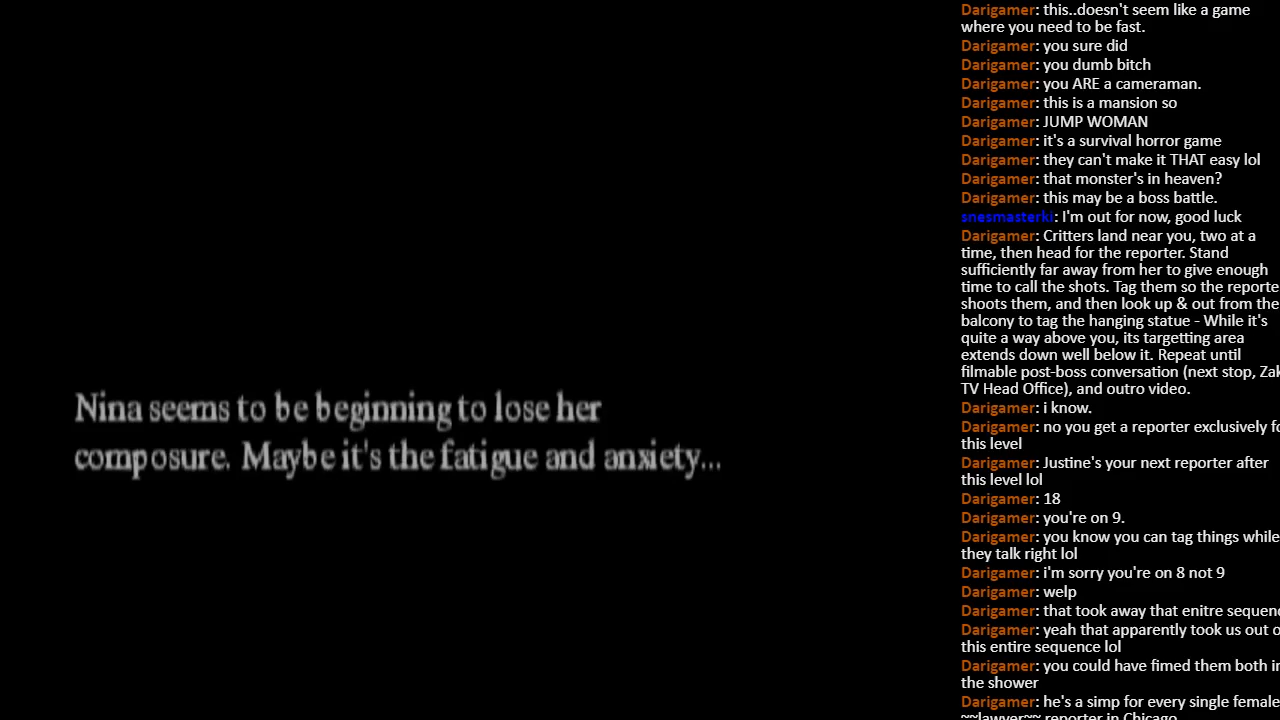 Nina seems to be beginning to lose her
composure. Maybe it's the fatigue and anxiety...
Darigamer: this..doesn't seem like a game
where you need to be fast.
Darigamer: you sure did
Darigamer: you dumb bitch
Darigamer: you ARE a cameraman.
Darigamer: this is a mansion so
Darigamer: JUMP WOMAN
Darigamer: it's a survival horror game
Darigamer: they can't make it THAT easy lol
Darigamer: that monster's in heaven?
Darigamer: this may be a boss battle.
snesmasterki: I'm out for now, good luck
Darigamer: Critters land near you, two at a
time, then head for the reporter. Stand
sufficiently far away from her to give enough
time to call the shots. Tag them so the reporte
shoots them, and then look up & out from the
balcony to tag the hanging statue - While it's
quite a way above you, its targetting area
extends down well below it. Repeat until
filmable post-boss conversation (next stop, Zak
TV Head Office), and outro video.
Darigamer: i know.
Darigamer: no you get a reporter exclusively fo
this level
Darigamer: Justine's your next reporter after
this level lol
Darigamer: 18
Darigamer: you're on 9.
Darigamer: you know you can tag things while
they talk right lol
Darigamer: i'm sorry you're on 8 not 9
Darigamer: welp
Darigamer: that took away that enitre sequenc
Darigamer: yeah that apparently took us out o
this entire sequence lol
Darigamer: you could have fimed them both in
the shower
Darigamer: he's a simp for every single female
~~lawyer~~ reporter in Chicago